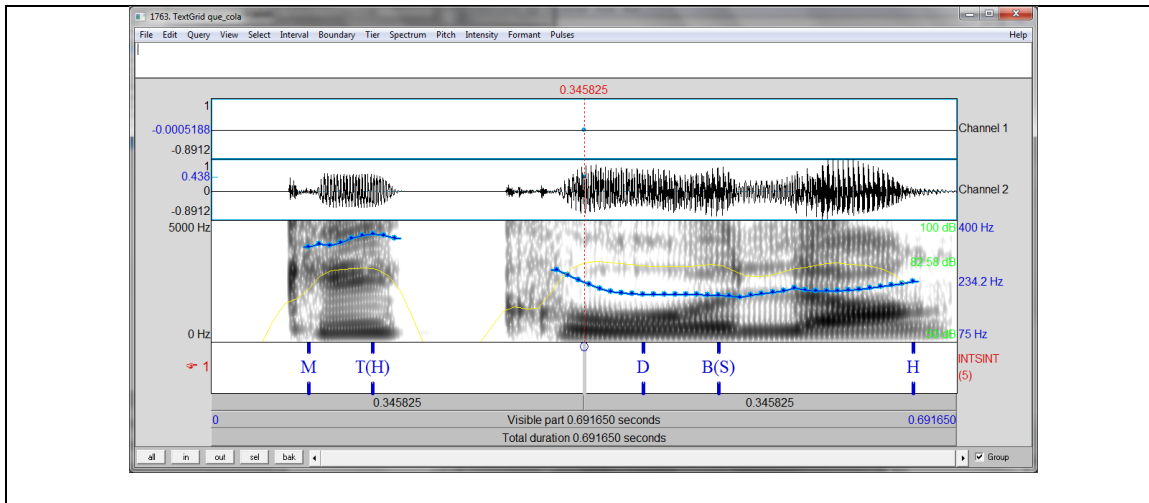 1763. TextGrid que_cola
File Edit Query View Select Interval Boundary Tier Spectrum Pitch Intensity Formant Pulses Help
0.345825
1
-0.0005188
-0.8912
Channel 1
1
0.438
0
-0.8912
Channel 2
5000 Hz
100 dB
400 Hz
82.58 dB
234.2 Hz
0 Hz
75 Hz
1
M T(H) D B(S) H
INTSINT
(5)
0.345825 0.345825
0 Visible part 0.691650 seconds 0.691650
Total duration 0.691650 seconds
all in out sel bak Group